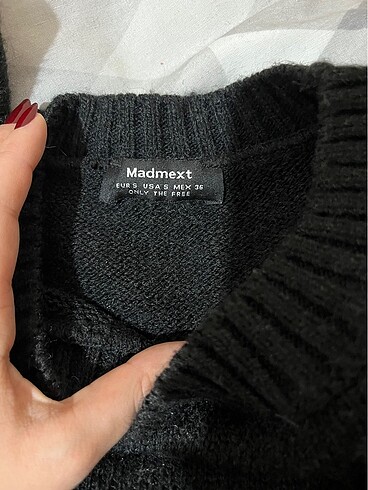 Madmext
EUR S USA S MEX 36
ONLY THE FREE